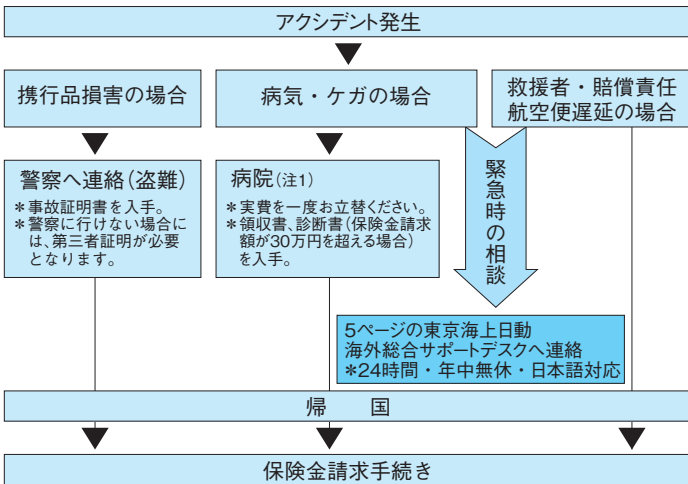 アクシデント発生
携行品損害の場合
病気・ケガの場合
救援者・賠償責任
航空便遅延の場合
警察へ連絡（盗難）
＊事故証明書を入手。
＊警察に行けない場合に
は、第三者証明が必要
となります。
病院（注1）
＊実費を一度お立替ください。
＊領収書、診断書（保険金請求
額が30万円を超える場合）
を入手。
緊急時の相談
5ページの東京海上日動
海外総合サポートデスクへ連絡
＊24時間・年中無休・日本語対応
帰　国
保険金請求手続き